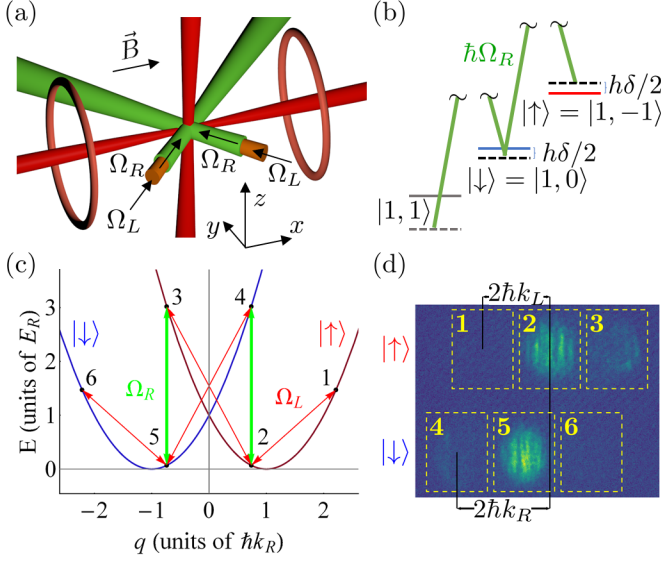 (a)
B⃗
Ω_R
Ω_R
Ω_L
Ω_L
z
y
x
(b)
ħΩ_R
hδ/2
|↑⟩ = |1, −1⟩
hδ/2
|↓⟩ = |1, 0⟩
|1, 1⟩
(c)
E (units of E_R)
3
2
1
0
|↓⟩
3
4
|↑⟩
6
Ω_R
Ω_L
1
5
2
−2
−1
0
1
2
q (units of ħk_R)
(d)
2ħk_L
|↑⟩
1
2
3
|↓⟩
4
5
6
2ħk_R